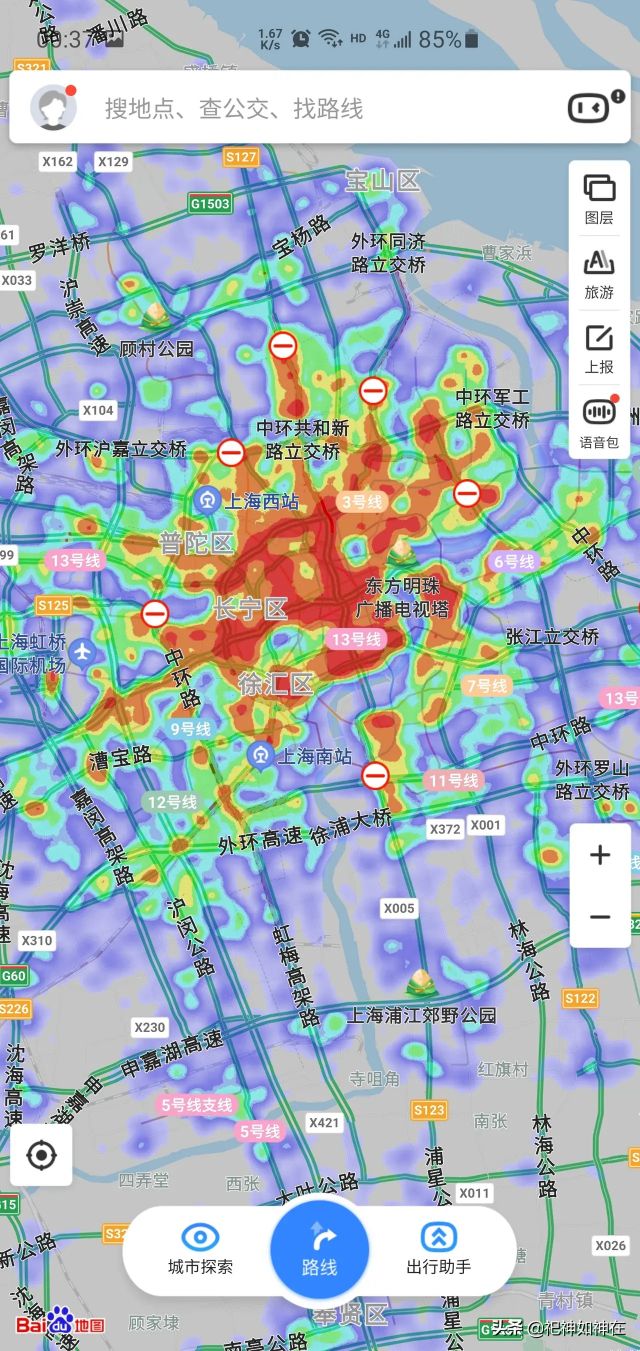 潘川路
00:37
1.67 K/s
HD
4G
85%
S321
搜地点、查公交、找路线
X162
X129
S127
宝山区
G1503
图层
罗洋桥
宝杨路
外环同济
路立交桥
曹家浜
旅游
X033
沪崇高速
顾村公园
上报
X104
中环军工
路立交桥
语音包
嘉闵高架路
外环沪嘉立交桥
中环共和新
路立交桥
上海西站
3号线
普陀区
13号线
6号线
中环路
S125
长宁区
东方明珠
广播电视塔
13号线
张江立交桥
上海虹桥
国际机场
中环路
徐汇区
7号线
13号
9号线
中环路
漕宝路
上海南站
11号线
外环罗山
路立交桥
12号线
嘉闵高架路
外环高速
徐浦大桥
X372
X001
沈海高速
沪闵公路
X005
林海公路
X310
虹梅高架路
G60
S226
S122
上海浦江郊野公园
X230
申嘉湖高速
沈海高速
红旗村
寺咀角
5号线支线
S123
5号线
X421
南张
林海公路
四弄堂
西张
大叶公路
浦星公
X011
城市探索
路线
出行助手
新公路
X026
奉贤区
青村镇
Bai du 地图
顾家埭
浦星
南亭公路
头条 @祀神如神在